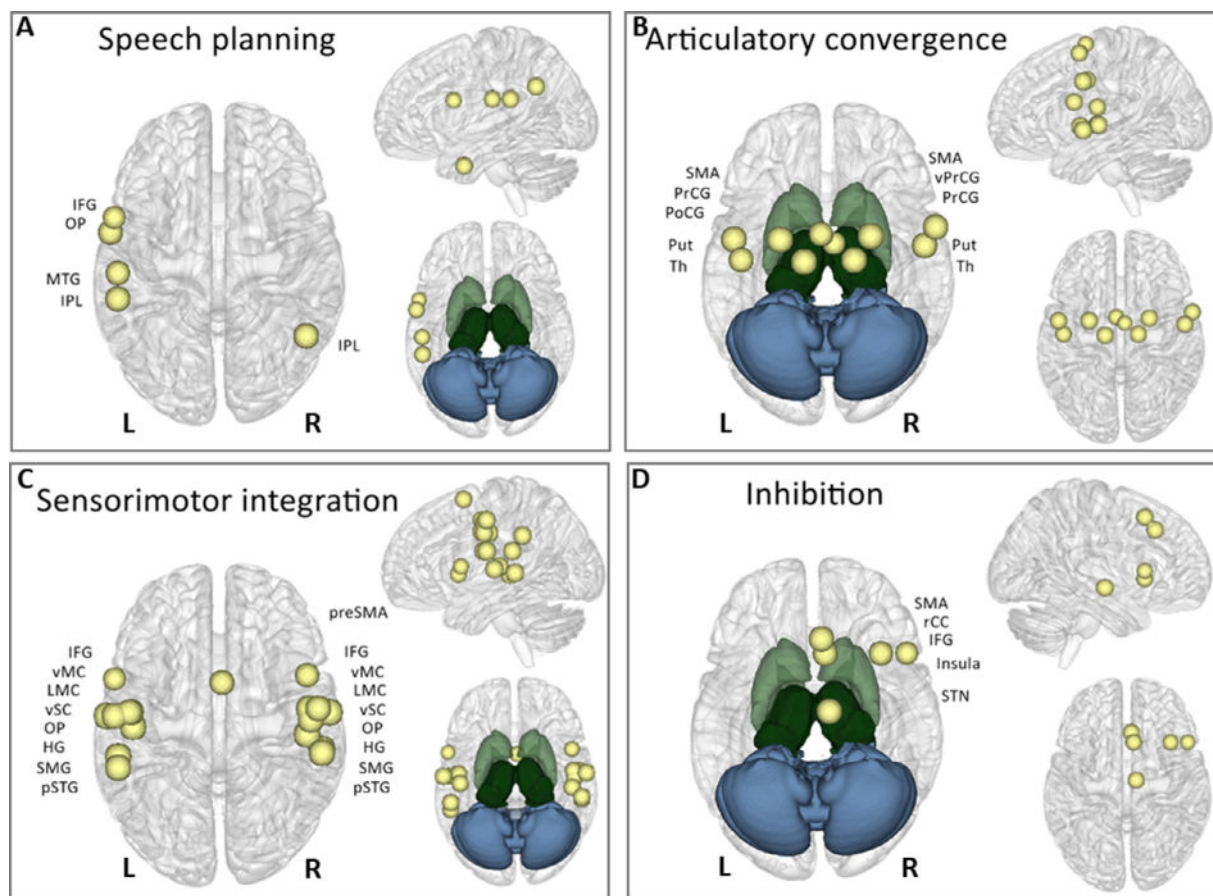 A
Speech planning
IFG
OP
MTG
IPL
IPL
L
R
B
Articulatory convergence
SMA
PrCG
PoCG
Put
Th
SMA
vPrCG
PrCG
Put
Th
L
R
C
Sensorimotor integration
preSMA
IFG
vMC
LMC
vSC
OP
HG
SMG
pSTG
IFG
vMC
LMC
vSC
OP
HG
SMG
pSTG
L
R
D
Inhibition
SMA
rCC
IFG
Insula
STN
L
R